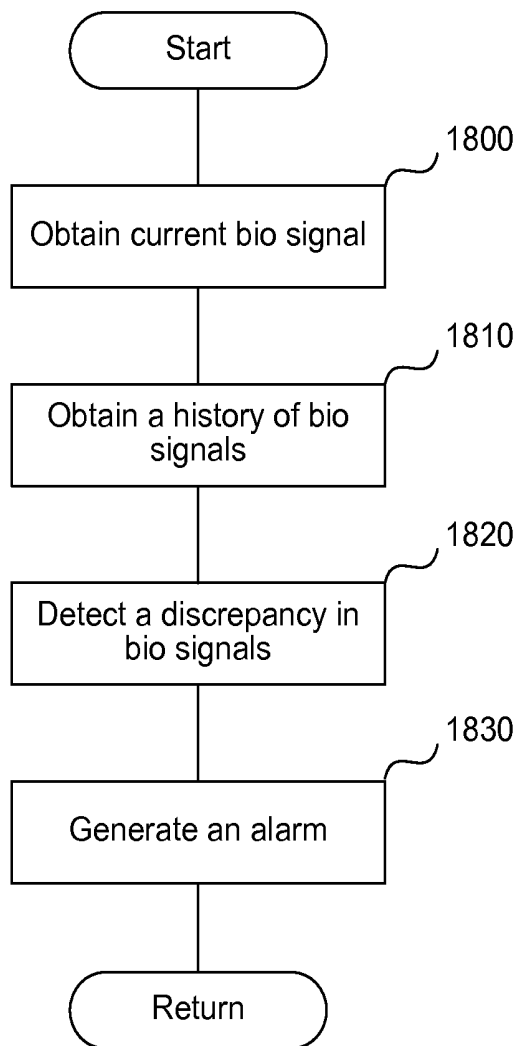 Start
1800
Obtain current bio signal
1810
Obtain a history of bio
signals
1820
Detect a discrepancy in
bio signals
1830
Generate an alarm
Return